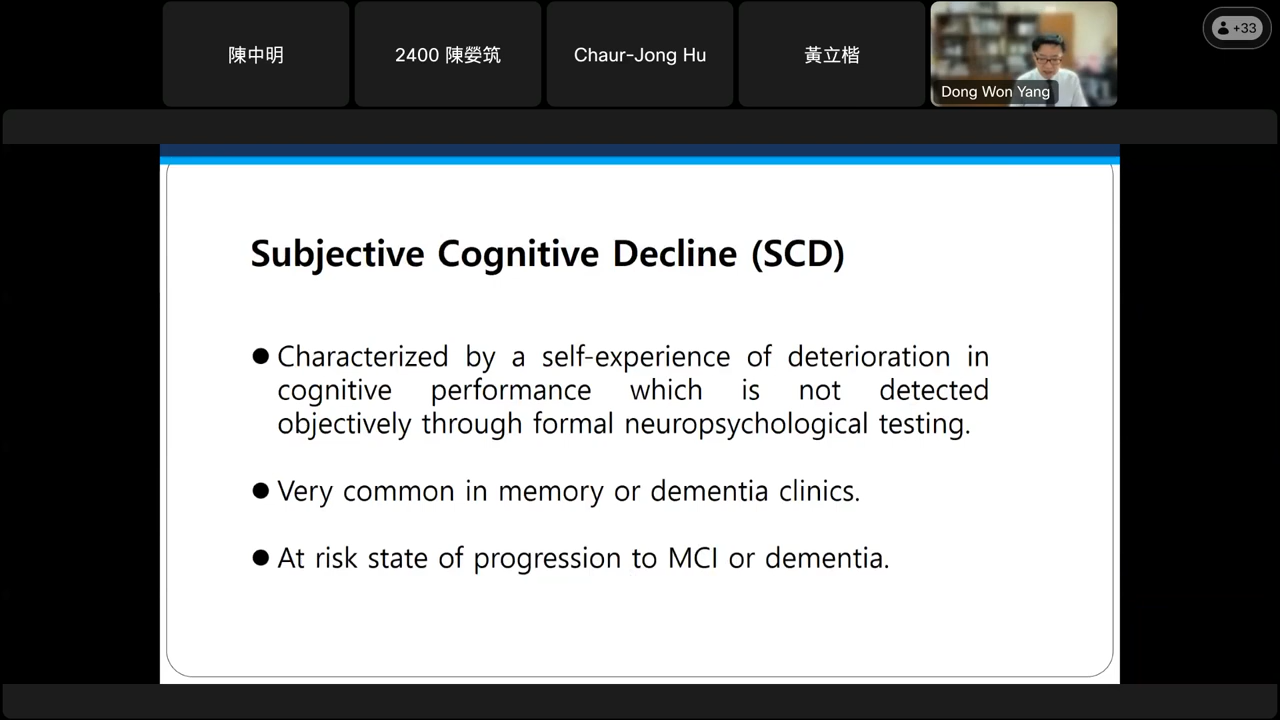 陳中明
2400 陳嫈筑
Chaur-Jong Hu
黃立楷
Dong Won Yang
+33
Subjective Cognitive Decline (SCD)
● Characterized by a self-experience of deterioration in
cognitive performance which is not detected
objectively through formal neuropsychological testing.
● Very common in memory or dementia clinics.
● At risk state of progression to MCI or dementia.